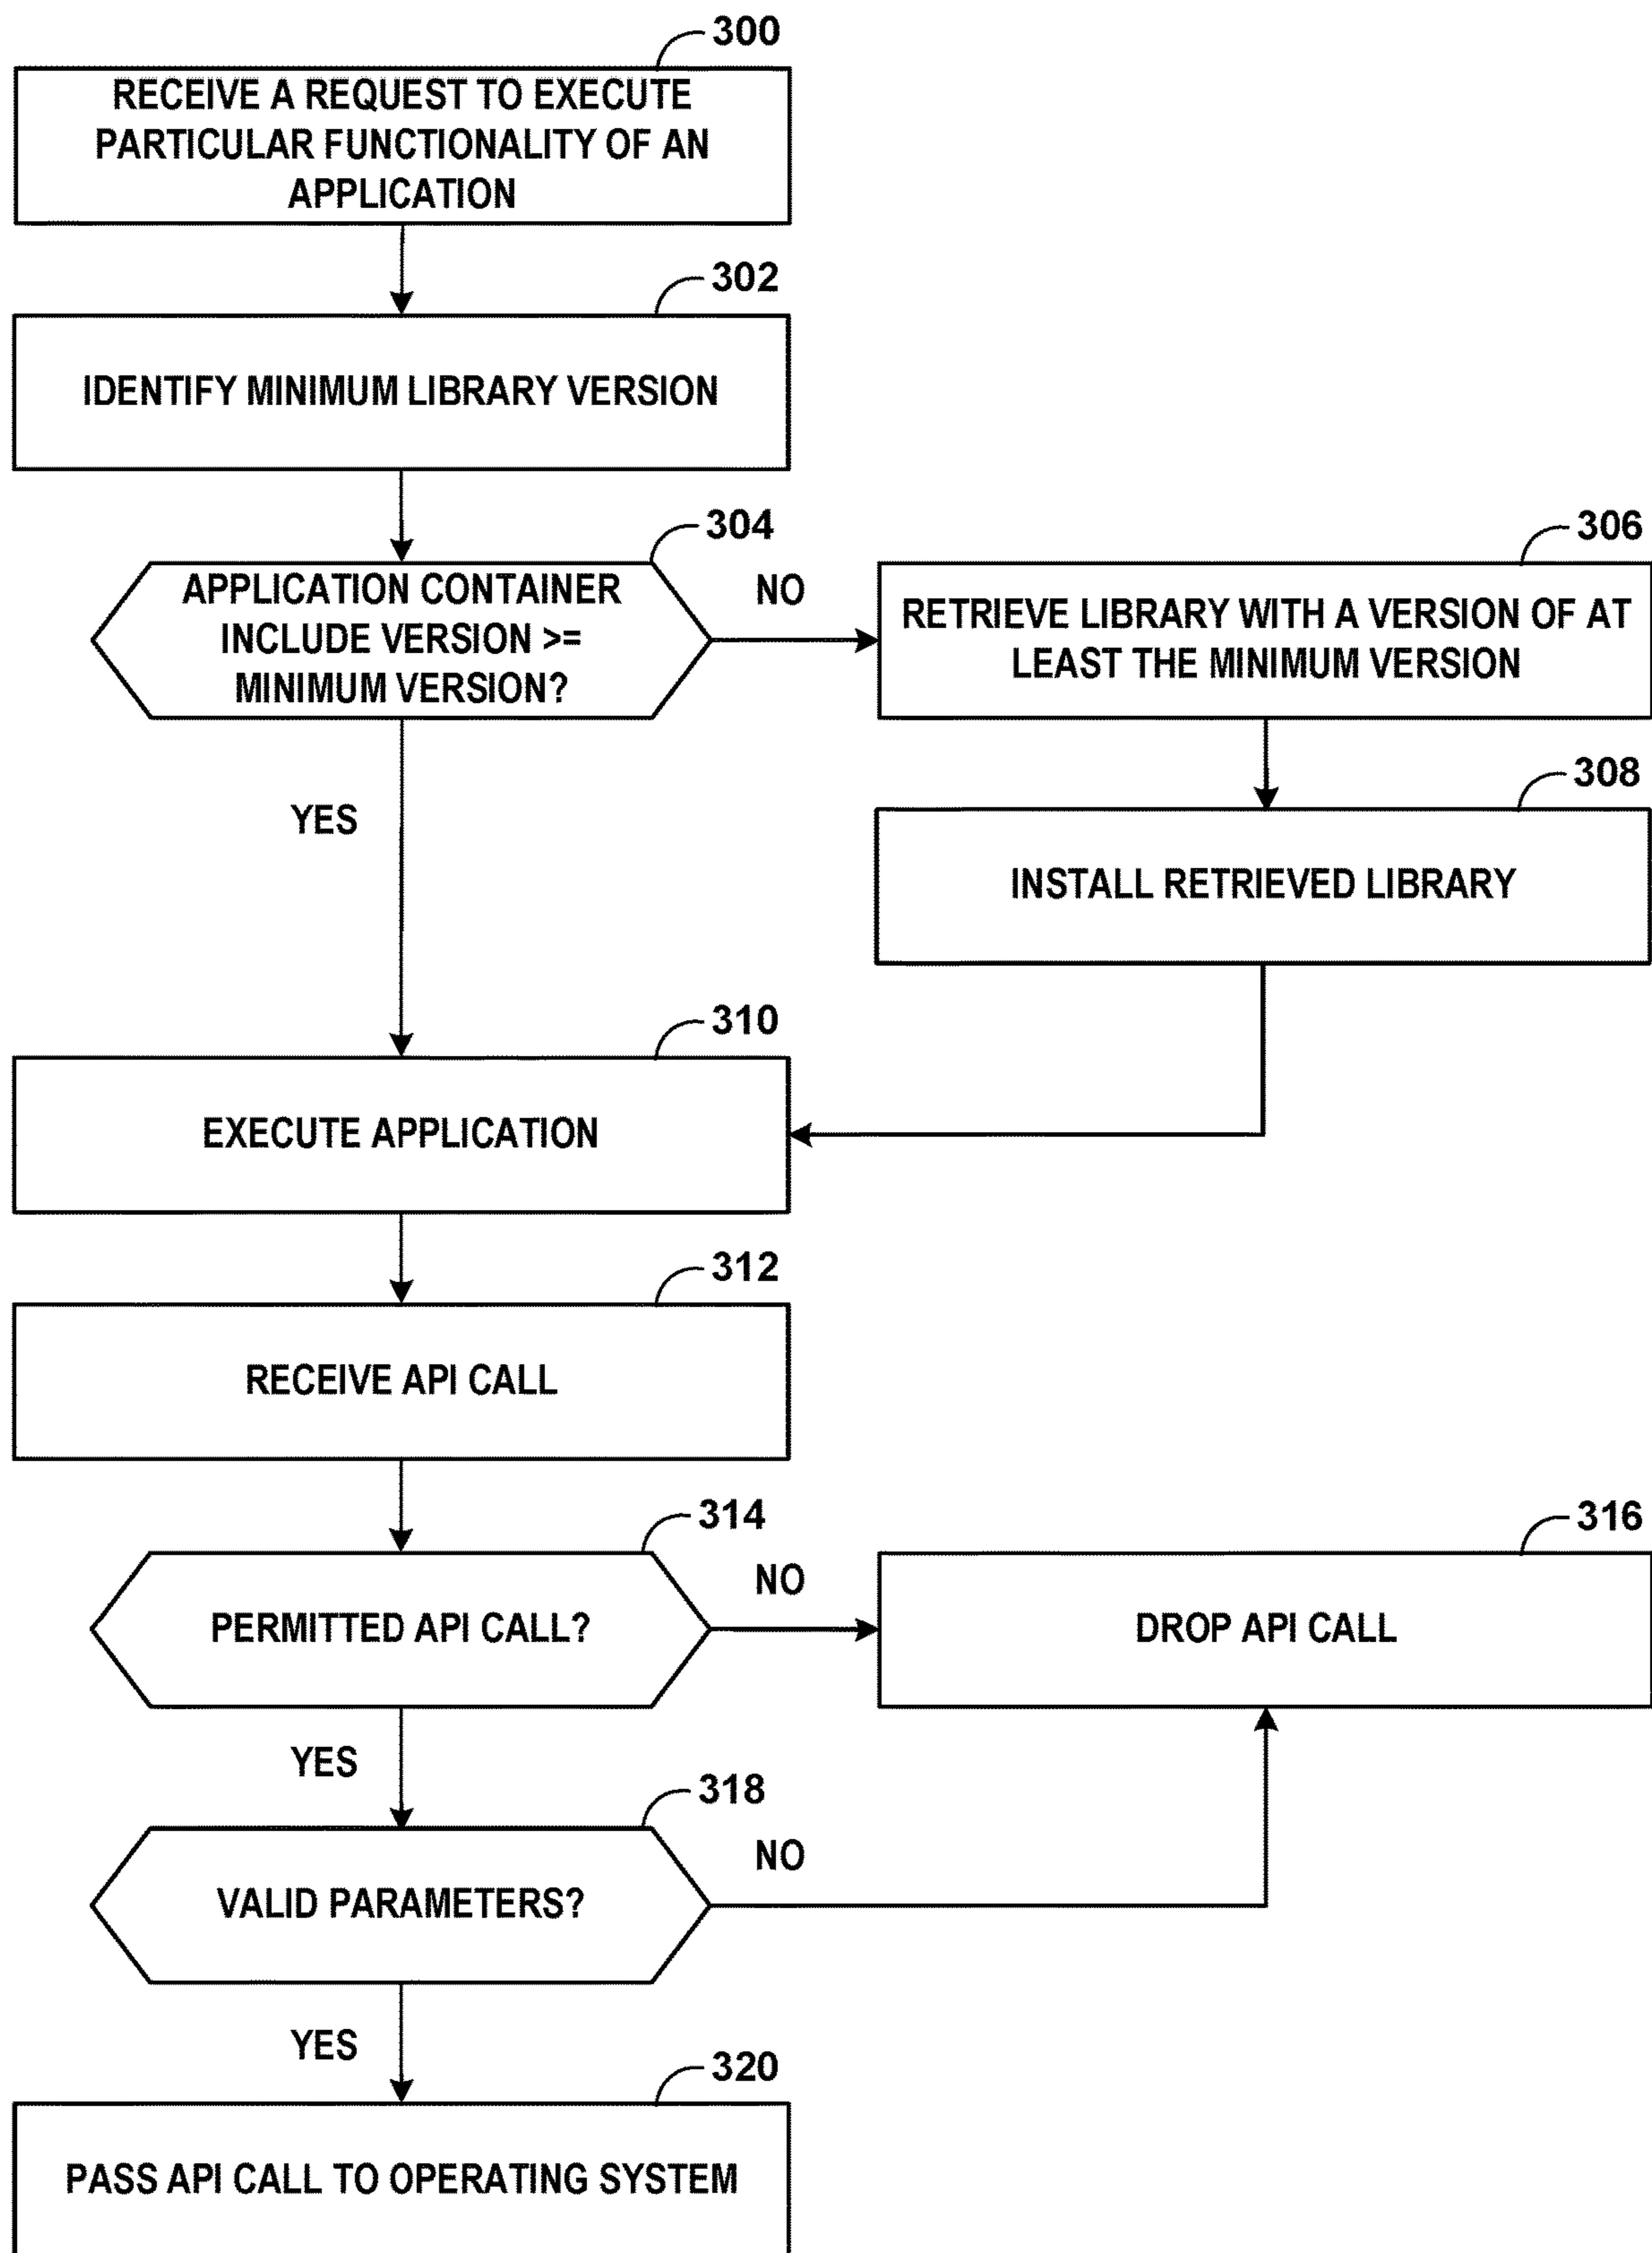 300
RECEIVE A REQUEST TO EXECUTE
PARTICULAR FUNCTIONALITY OF AN
APPLICATION
302
IDENTIFY MINIMUM LIBRARY VERSION
304
APPLICATION CONTAINER
INCLUDE VERSION >=
MINIMUM VERSION?
NO
306
RETRIEVE LIBRARY WITH A VERSION OF AT
LEAST THE MINIMUM VERSION
308
INSTALL RETRIEVED LIBRARY
YES
310
EXECUTE APPLICATION
312
RECEIVE API CALL
314
PERMITTED API CALL?
NO
316
DROP API CALL
YES
318
VALID PARAMETERS?
NO
YES
320
PASS API CALL TO OPERATING SYSTEM